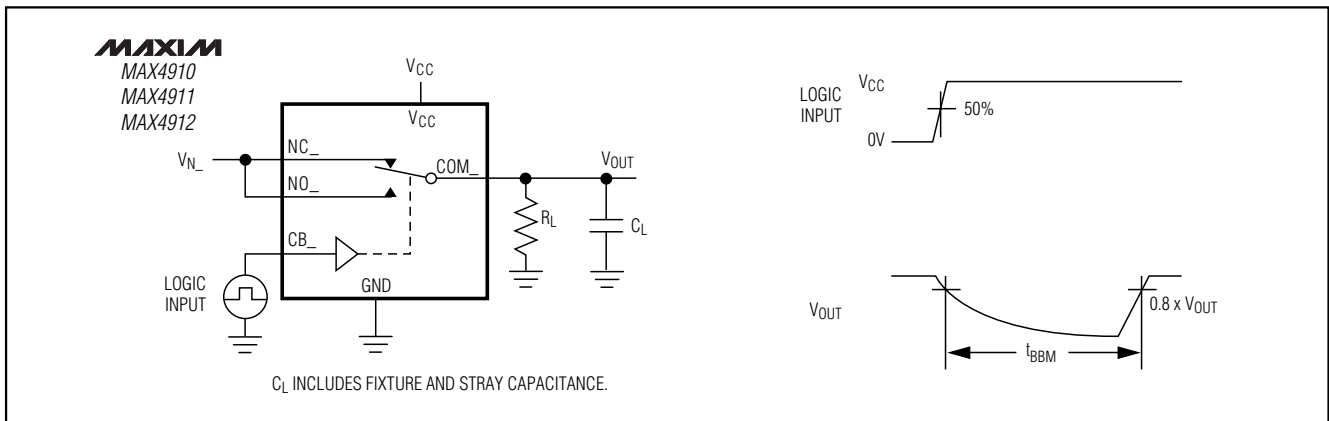 MAXIM
MAX4910
MAX4911
MAX4912
VCC
VCC
VN_
NC_
NO_
COM_
VOUT
RL
CL
CB_
LOGIC
INPUT
GND
CL INCLUDES FIXTURE AND STRAY CAPACITANCE.
LOGIC
INPUT
VCC
50%
0V
VOUT
0.8 x VOUT
tBBM